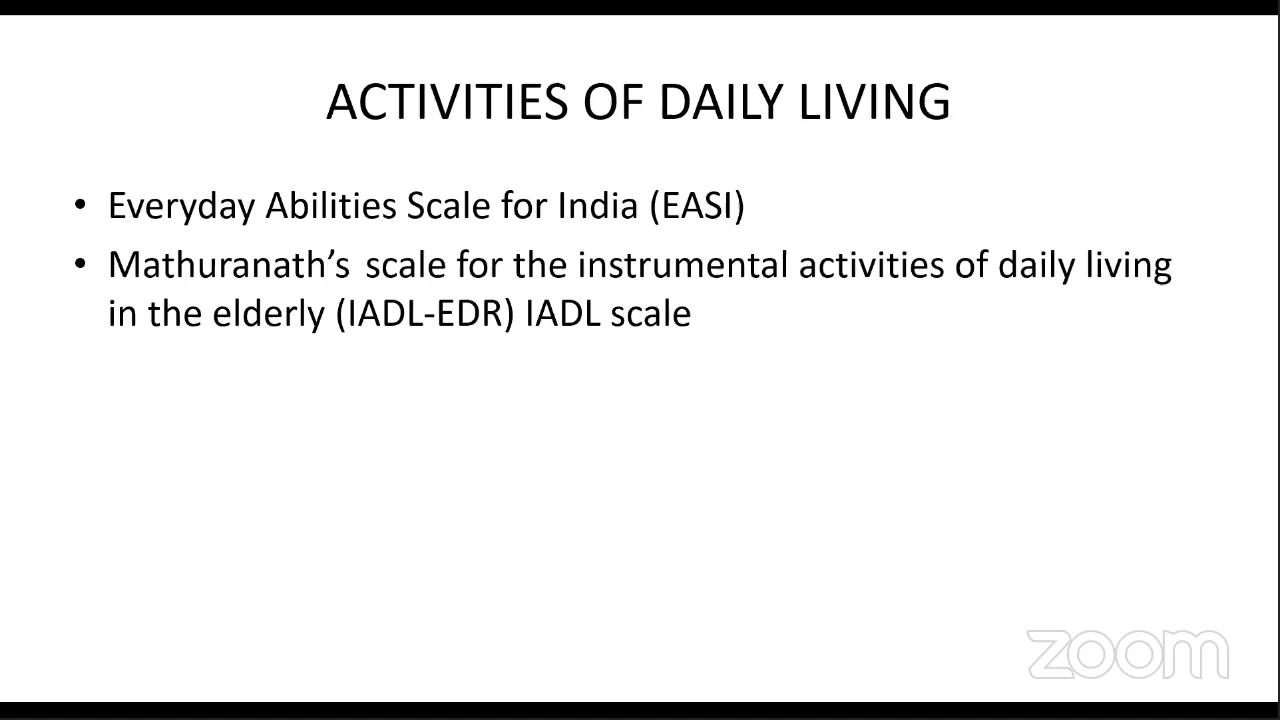 ACTIVITIES OF DAILY LIVING
• Everyday Abilities Scale for India (EASI)
• Mathuranath’s scale for the instrumental activities of daily living
in the elderly (IADL-EDR) IADL scale
zoom